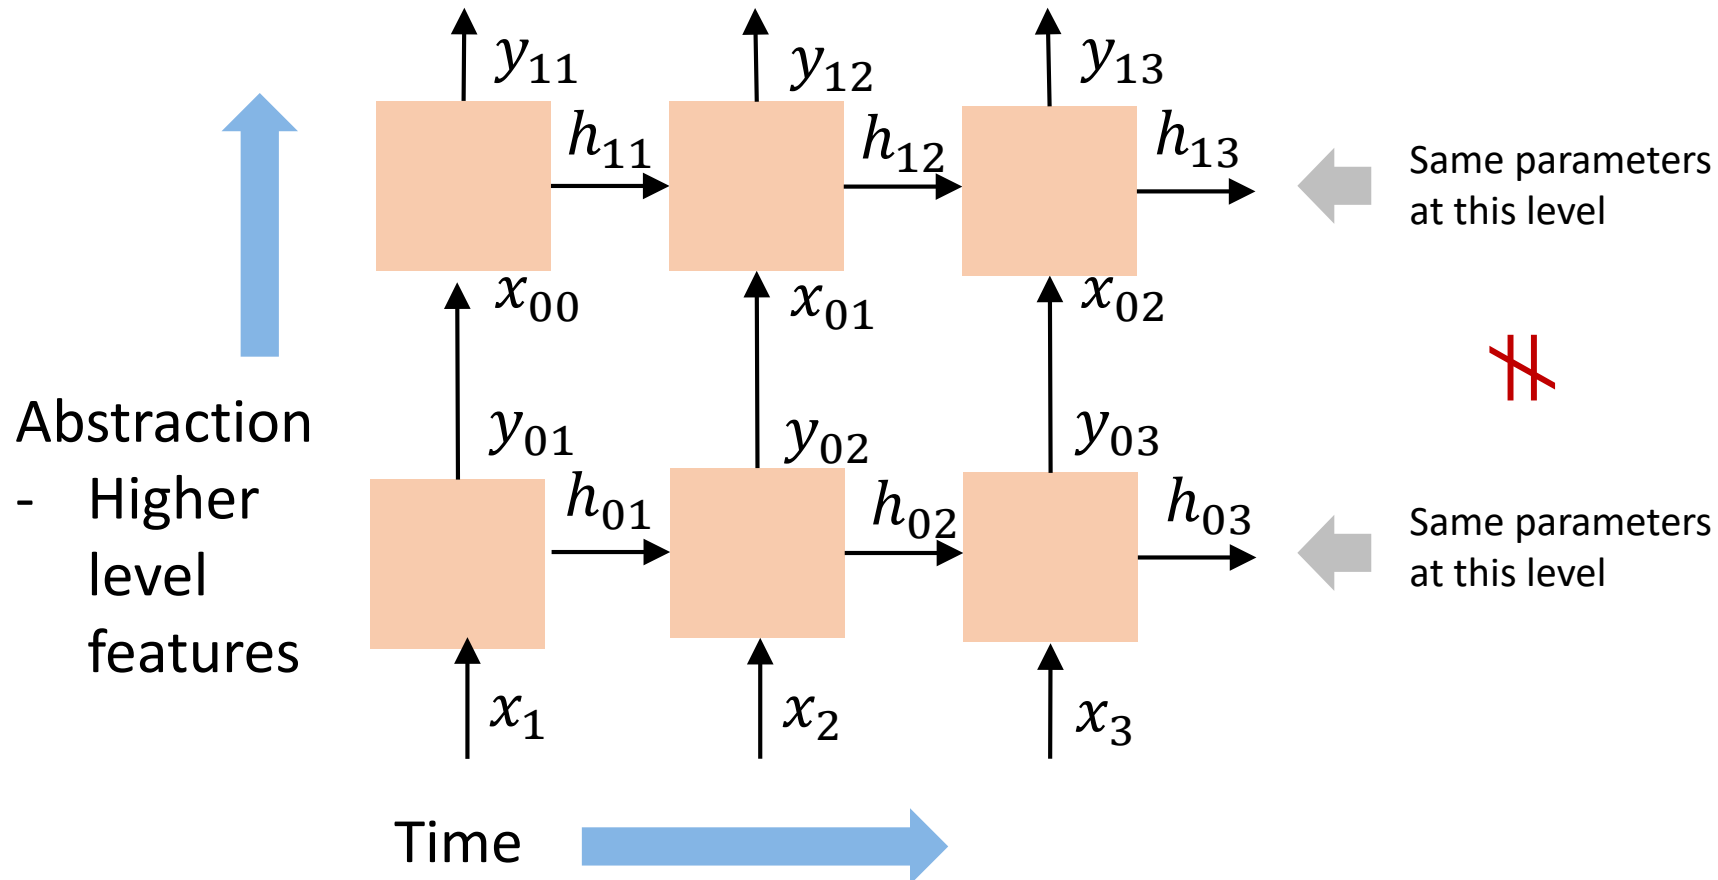 y₁₁ y₁₂ y₁₃
h₁₁ h₁₂ h₁₃
Same parameters
at this level
x₀₀ x₀₁ x₀₂
≠
Abstraction
- Higher
level
features
y₀₁ y₀₂ y₀₃
h₀₁ h₀₂ h₀₃
Same parameters
at this level
x₁ x₂ x₃
Time